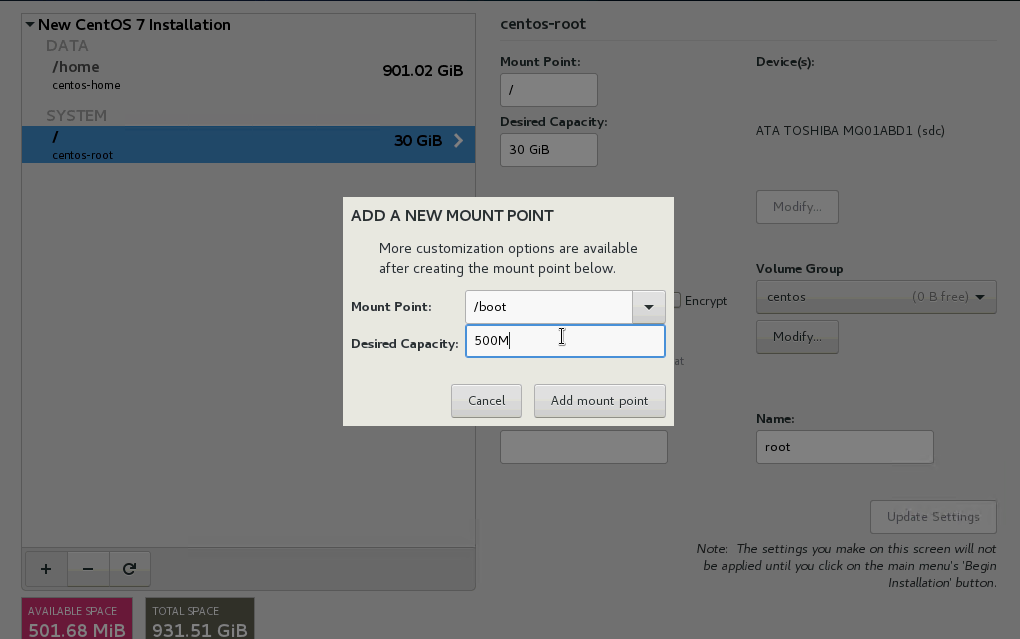 New CentOS 7 Installation
DATA
/home
901.02 GiB
centos-home
SYSTEM
/
30 GiB
centos-root
centos-root
Mount Point:
Device(s):
/
Desired Capacity:
ATA TOSHIBA MQ01ABD1 (sdc)
30 GiB
Modify...
ADD A NEW MOUNT POINT
More customization options are available
after creating the mount point below.
Mount Point:
/boot
Desired Capacity:
500M
Cancel
Add mount point
Volume Group
Encrypt
centos
(0 B free)
Modify...
at
Name:
root
Update Settings
Note: The settings you make on this screen will not
be applied until you click on the main menu's 'Begin
Installation' button.
+
−
AVAILABLE SPACE
501.68 MiB
TOTAL SPACE
931.51 GiB